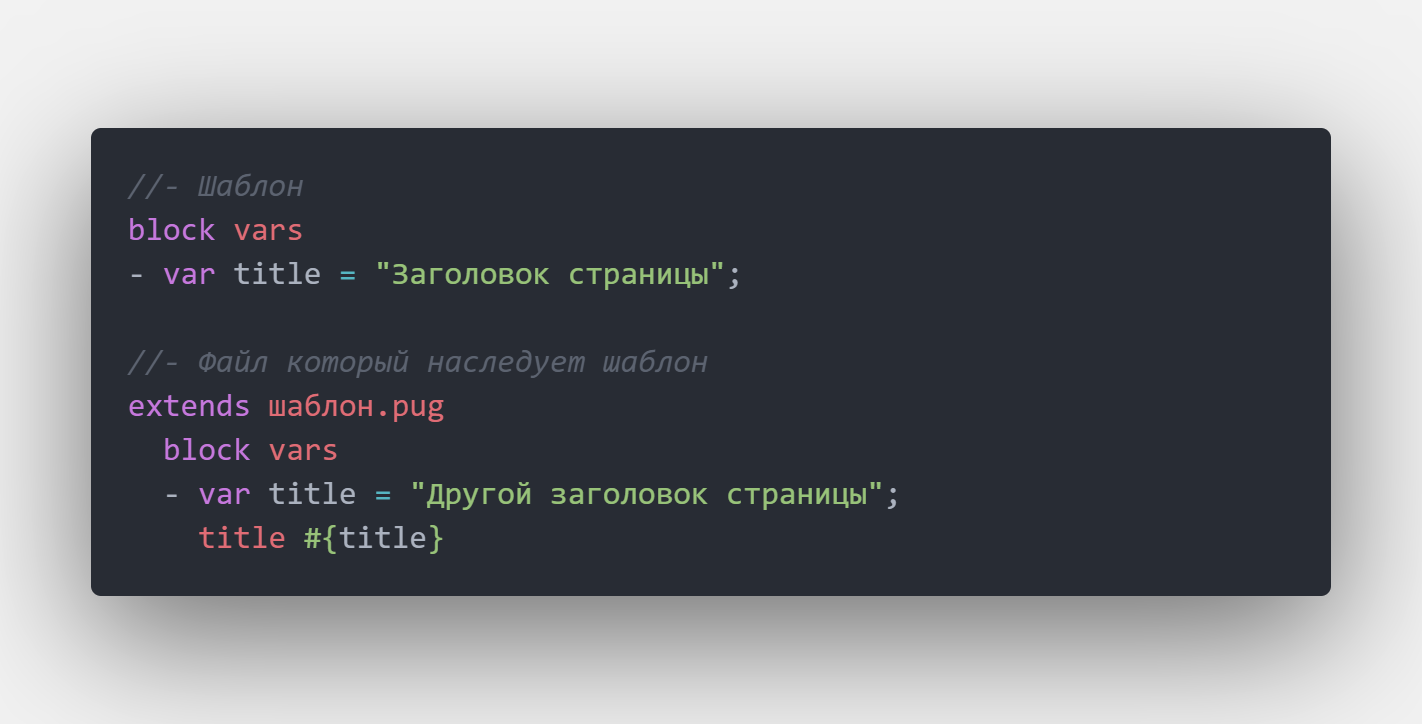 //- Шаблон
block vars
- var title = "Заголовок страницы";
//- Файл который наследует шаблон
extends шаблон.pug
block vars
- var title = "Другой заголовок страницы";
title #{title}